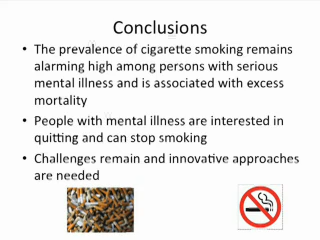 Conclusions
• The prevalence of cigarette smoking remains
alarming high among persons with serious
mental illness and is associated with excess
mortality
• People with mental illness are interested in
quitting and can stop smoking
• Challenges remain and innovative approaches
are needed